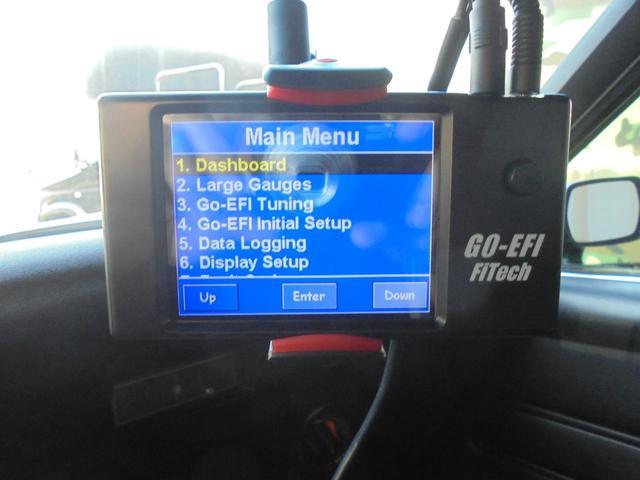 Main Menu
1. Dashboard
2. Large Gauges
3. Go-EFI Tuning
4. Go-EFI Initial Setup
5. Data Logging
6. Display Setup
Up
Enter
Down
GO-EFI
FiTech